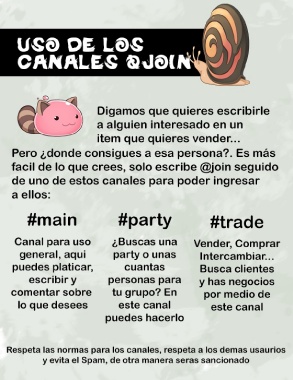 USO DE LOS
CANALES @JOIN
Digamos que quieres escribirle
a alguien interesado en un
item que quieres vender...
Pero ¿donde consigues a esa persona?. Es más
facil de lo que crees, solo escribe @join seguido
de uno de estos canales para poder ingresar
a ellos:
#main
Canal para uso
general, aqui
puedes platicar,
escribir y
comentar sobre
lo que desees
#party
¿Buscas una
party o unas
cuantas
personas para
tu grupo? En
este canal
puedes hacerlo
#trade
Vender, Comprar
Intercambiar...
Busca clientes
y has negocios
por medio de
este canal
Respeta las normas para los canales, respeta a los demas usaurios
y evita el Spam, de otra manera seras sancionado